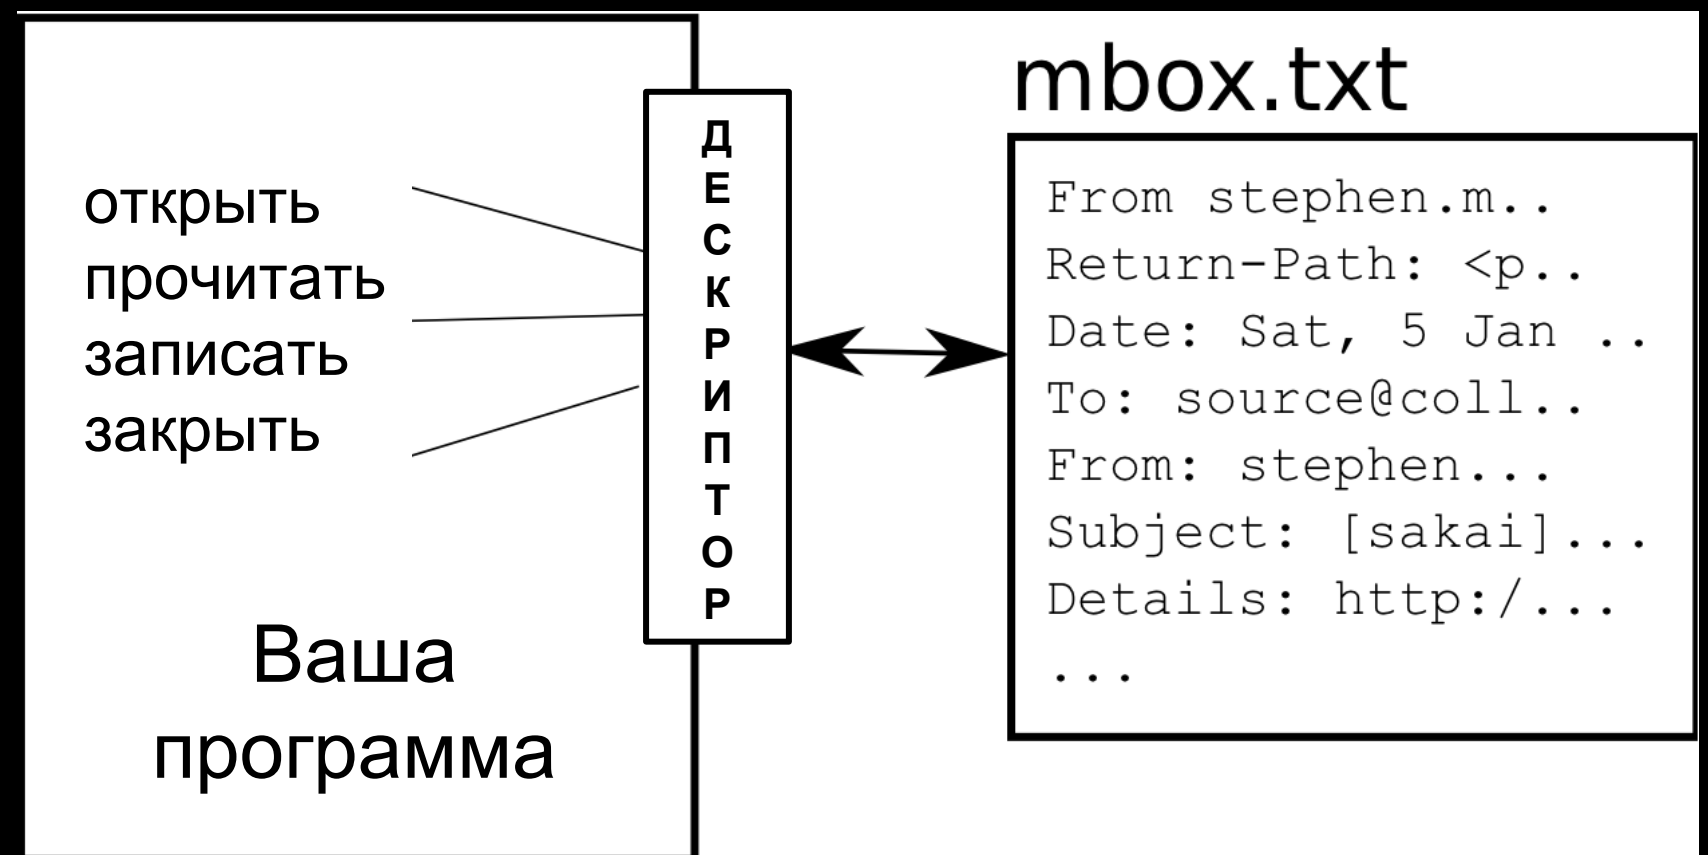 открыть
прочитать
записать
закрыть
Ваша
программа
ДЕСКРИПТОР
mbox.txt
From stephen.m..
Return-Path: <p..
Date: Sat, 5 Jan ..
To: source@coll..
From: stephen...
Subject: [sakai]...
Details: http:/...
...